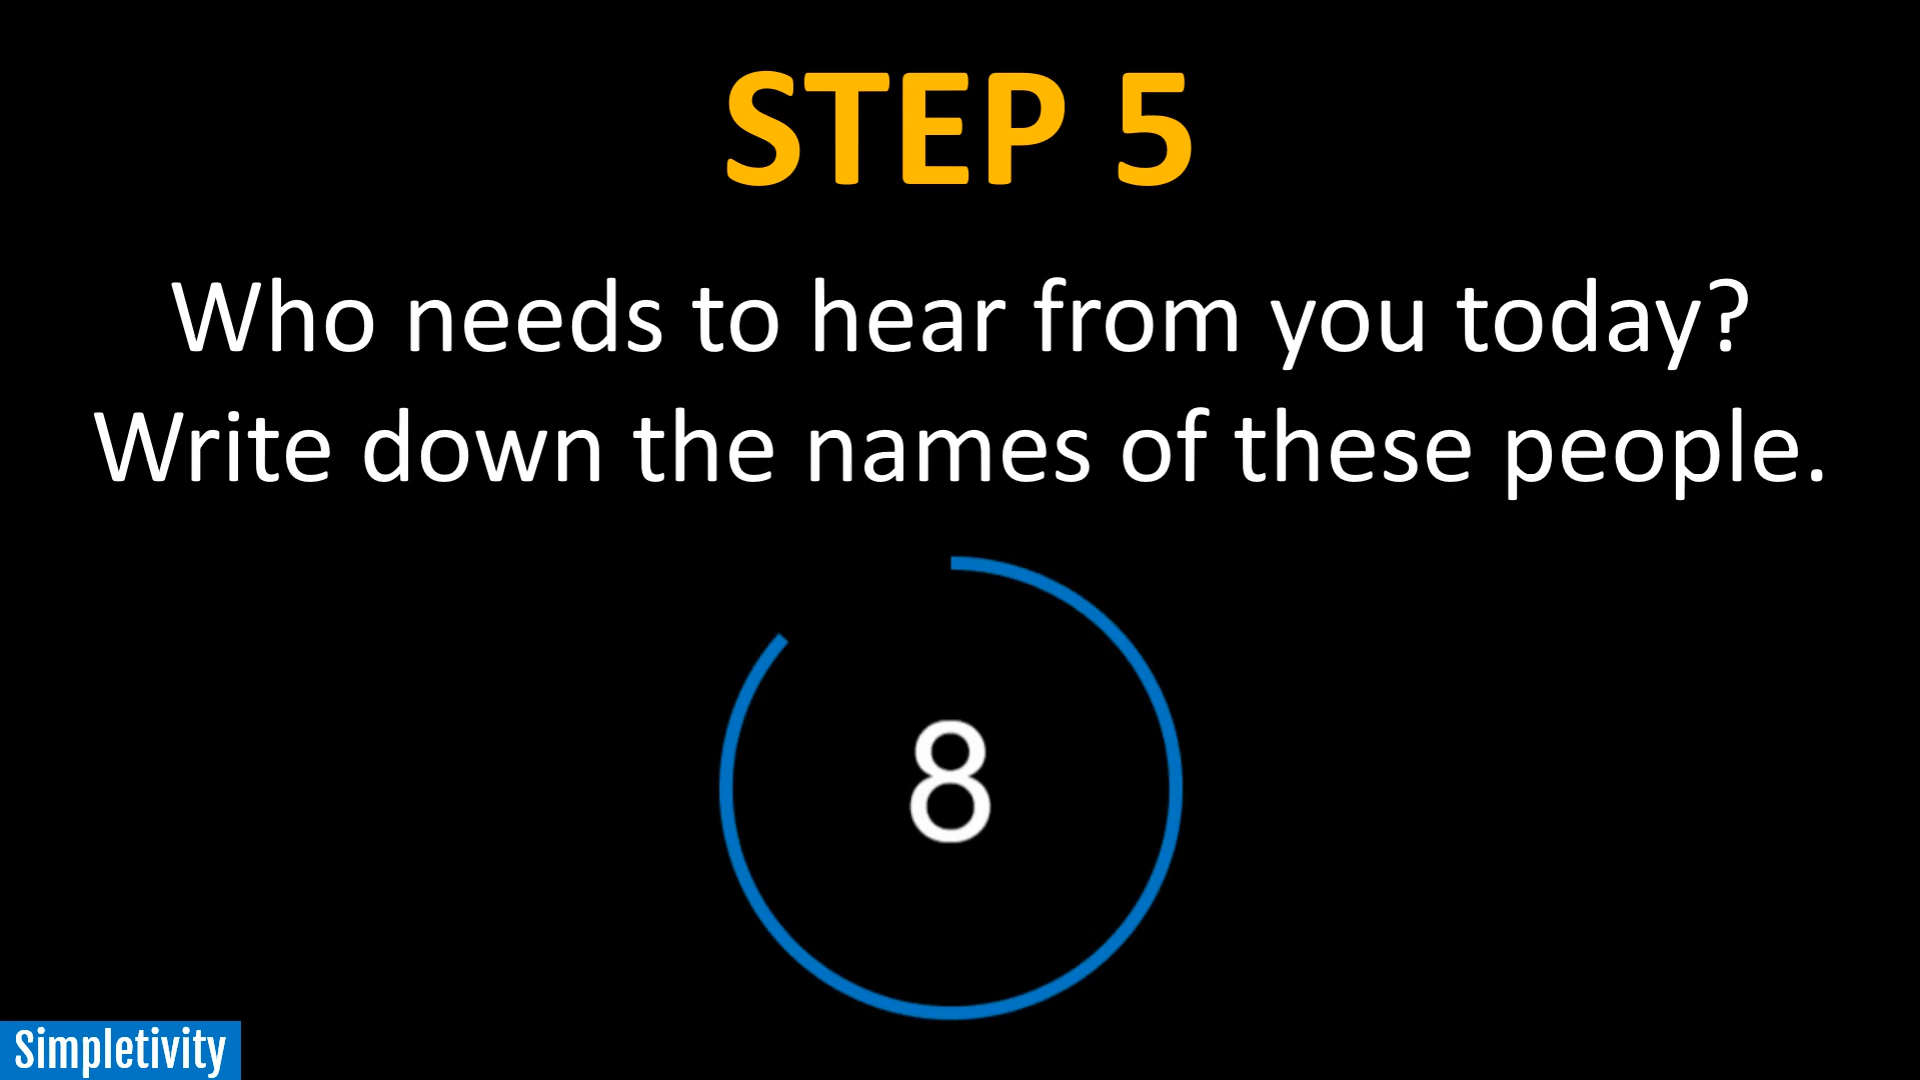 STEP 5
Who needs to hear from you today?
Write down the names of these people.
8
Simpletivity